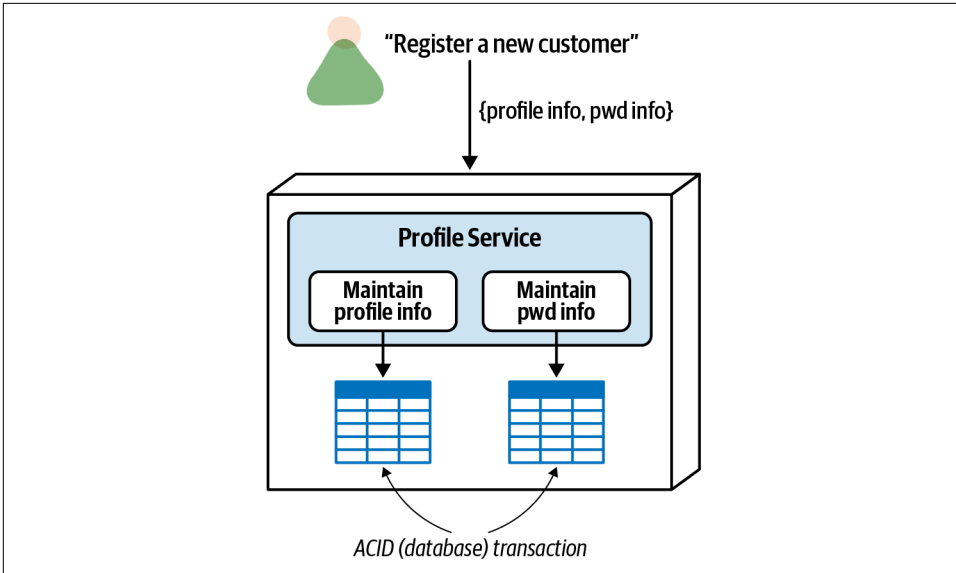 “Register a new customer”
{profile info, pwd info}
Profile Service
Maintain
profile info
Maintain
pwd info
ACID (database) transaction